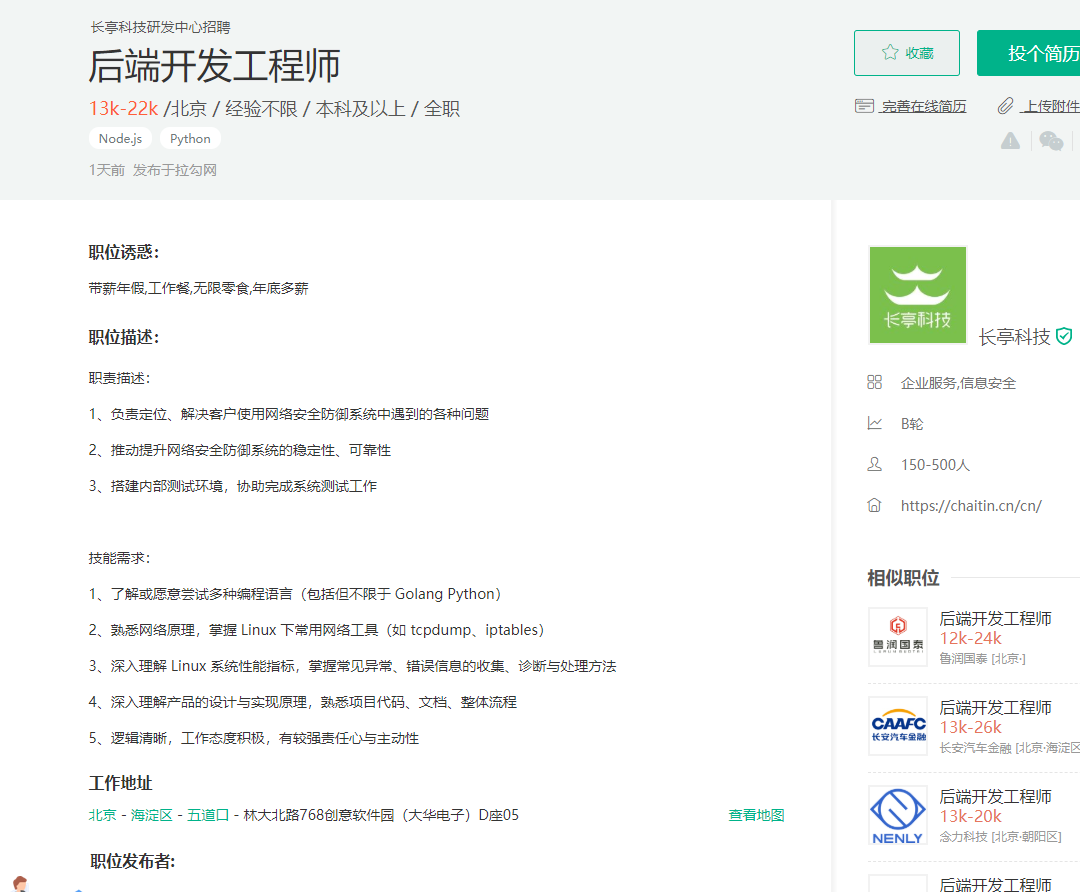 长亭科技研发中心招聘
后端开发工程师
13k-22k /北京 / 经验不限 / 本科及以上 / 全职
Node.js Python
1天前 发布于拉勾网
收藏
投个简历
完善在线简历
上传附件
职位诱惑：
带薪年假,工作餐,无限零食,年底多薪
职位描述：
职责描述：
1、负责定位、解决客户使用网络安全防御系统中遇到的各种问题
2、推动提升网络安全防御系统的稳定性、可靠性
3、搭建内部测试环境，协助完成系统测试工作
技能需求：
1、了解或愿意尝试多种编程语言（包括但不限于 Golang Python）
2、熟悉网络原理，掌握 Linux 下常用网络工具（如 tcpdump、iptables）
3、深入理解 Linux 系统性能指标，掌握常见异常、错误信息的收集、诊断与处理方法
4、深入理解产品的设计与实现原理，熟悉项目代码、文档、整体流程
5、逻辑清晰，工作态度积极，有较强责任心与主动性
工作地址
北京 - 海淀区 - 五道口 - 林大北路768创意软件园（大华电子）D座05
查看地图
职位发布者:
长亭科技
长亭科技
企业服务,信息安全
B轮
150-500人
https://chaitin.cn/cn/
相似职位
鲁润国泰
后端开发工程师
12k-24k
鲁润国泰 [北京·]
CAAFC
长安汽车金融
后端开发工程师
13k-26k
长安汽车金融 [北京·海淀区
NENLY
后端开发工程师
13k-20k
念力科技 [北京·朝阳区]
后端开发工程师